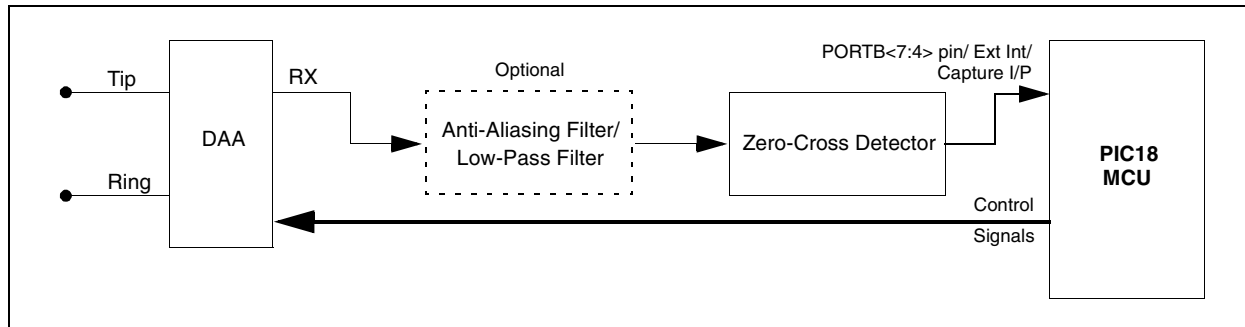 Tip
Ring
DAA
RX
Optional
Anti-Aliasing Filter/
Low-Pass Filter
Zero-Cross Detector
PORTB<7:4> pin/ Ext Int/
Capture I/P
PIC18
MCU
Control
Signals